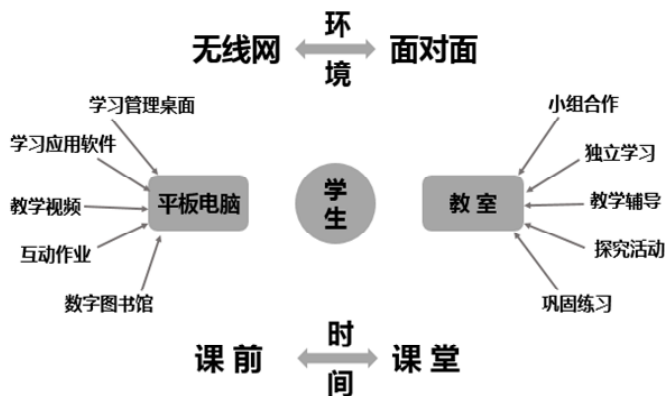 无线网
环境
面对面
学习管理桌面
学习应用软件
教学视频
互动作业
数字图书馆
平板电脑
学生
教室
小组合作
独立学习
教学辅导
探究活动
巩固练习
课前
时间
课堂